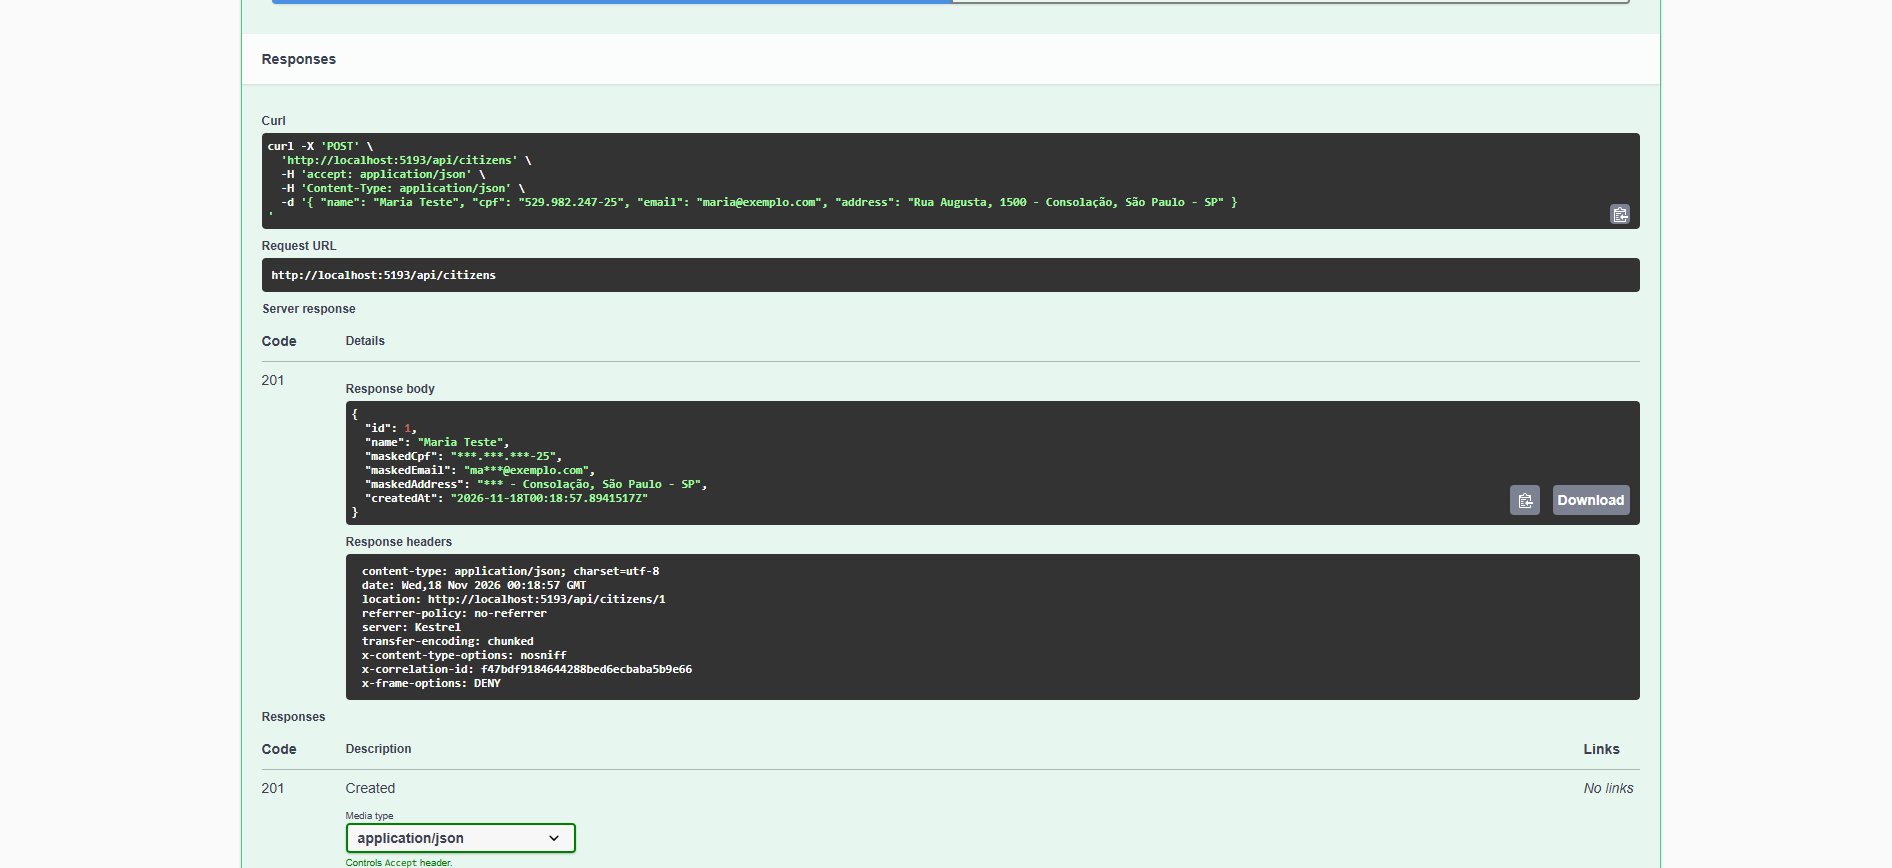 Responses
Curl
curl -X 'POST' \
'http://localhost:5193/api/citizens' \
-H 'accept: application/json' \
-H 'Content-Type: application/json' \
-d '{ "name": "Maria Teste", "cpf": "529.982.247-25", "email": "maria@exemplo.com", "address": "Rua Augusta, 1500 - Consolação, São Paulo - SP" }
'
Request URL
http://localhost:5193/api/citizens
Server response
Code Details
201
Response body
{
"id": 1,
"name": "Maria Teste",
"maskedCpf": "***.***.***-25",
"maskedEmail": "ma***@exemplo.com",
"maskedAddress": "*** - Consolação, São Paulo - SP",
"createdAt": "2026-11-18T00:18:57.8941517Z"
}
Download
Response headers
content-type: application/json; charset=utf-8
date: Wed,18 Nov 2026 00:18:57 GMT
location: http://localhost:5193/api/citizens/1
referrer-policy: no-referrer
server: Kestrel
transfer-encoding: chunked
x-content-type-options: nosniff
x-correlation-id: f47bdf9184644288bed6ecbaba5b9e66
x-frame-options: DENY
Responses
Code Description Links
201 Created No links
Media type
application/json
Controls Accept header.